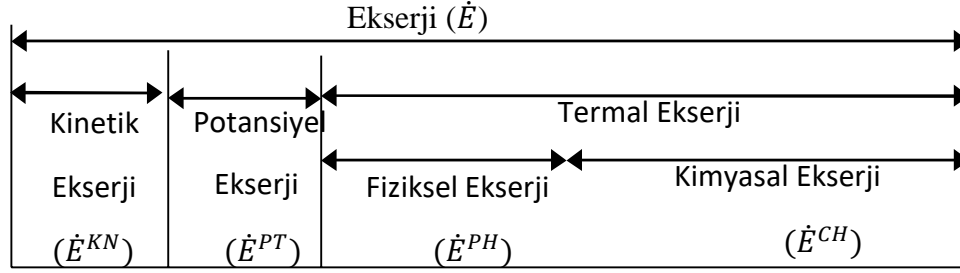 Ekserji (Ė)
Kinetik Ekserji (Ė^KN)
Potansiyel Ekserji (Ė^PT)
Termal Ekserji
Fiziksel Ekserji (Ė^PH)
Kimyasal Ekserji (Ė^CH)